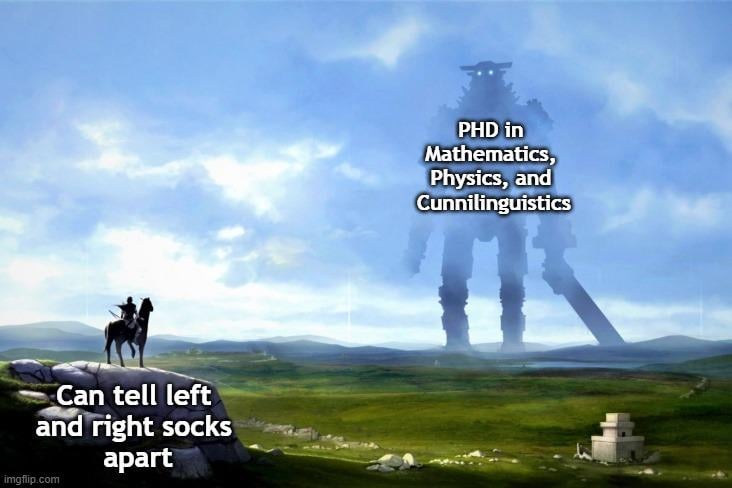 PHD in
Mathematics,
Physics, and
Cunnilinguistics
Can tell left
and right socks
apart
imgflip.com